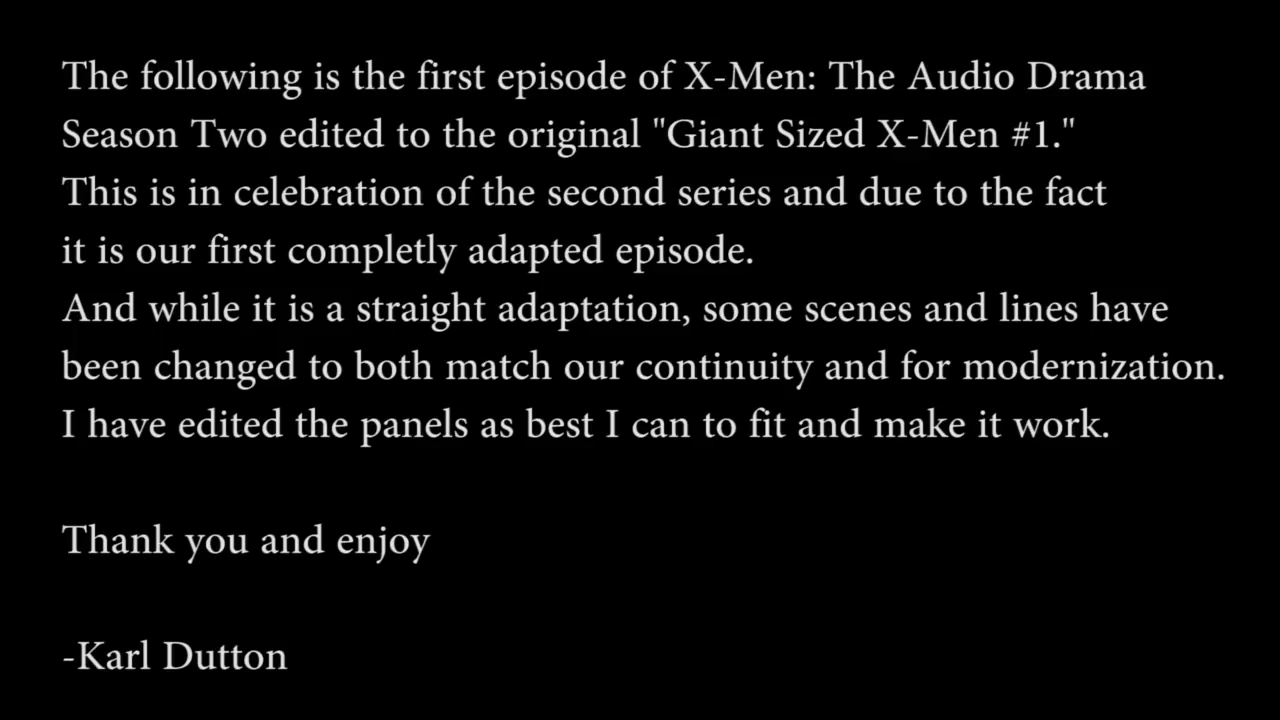 The following is the first episode of X-Men: The Audio Drama
Season Two edited to the original "Giant Sized X-Men #1."
This is in celebration of the second series and due to the fact
it is our first completly adapted episode.
And while it is a straight adaptation, some scenes and lines have
been changed to both match our continuity and for modernization.
I have edited the panels as best I can to fit and make it work.
Thank you and enjoy
-Karl Dutton